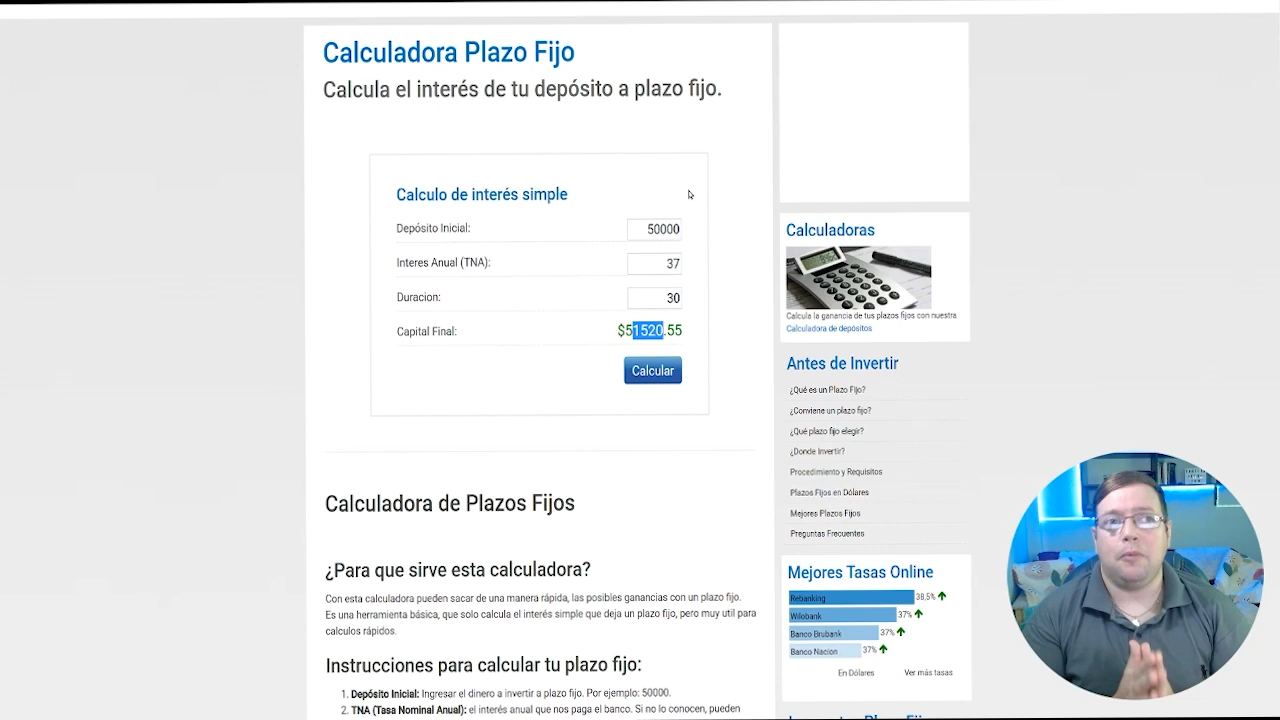 Calculadora Plazo Fijo
Calcula el interés de tu depósito a plazo fijo.
Calculo de interés simple
Depósito Inicial: 50000
Interes Anual (TNA): 37
Duracion: 30
Capital Final: $51520.55
Calcular
Calculadora de Plazos Fijos
¿Para que sirve esta calculadora?
Con esta calculadora pueden sacar de una manera rápida, las posibles ganancias con un plazo fijo.
Es una herramienta básica, que solo calcula el interés simple que deja un plazo fijo, pero muy util para
calculos rápidos.
Instrucciones para calcular tu plazo fijo:
1. Depósito Inicial: Ingresar el dinero a invertir a plazo fijo. Por ejemplo: 50000.
2. TNA (Tasa Nominal Anual): el interés anual que nos paga el banco. Si no lo conocen, pueden
Calculadoras
Calcula la ganancia de tus plazos fijos con nuestra
Calculadora de depósitos
Antes de Invertir
¿Qué es un Plazo Fijo?
¿Conviene un plazo fijo?
¿Qué plazo fijo elegir?
¿Donde Invertir?
Procedimiento y Requisitos
Plazos Fijos en Dólares
Mejores Plazos Fijos
Preguntas Frecuentes
Mejores Tasas Online
Rebanking 38,5%
Wilobank 37%
Banco Brubank 37%
Banco Nacion 37%
En Dólares Ver más tasas